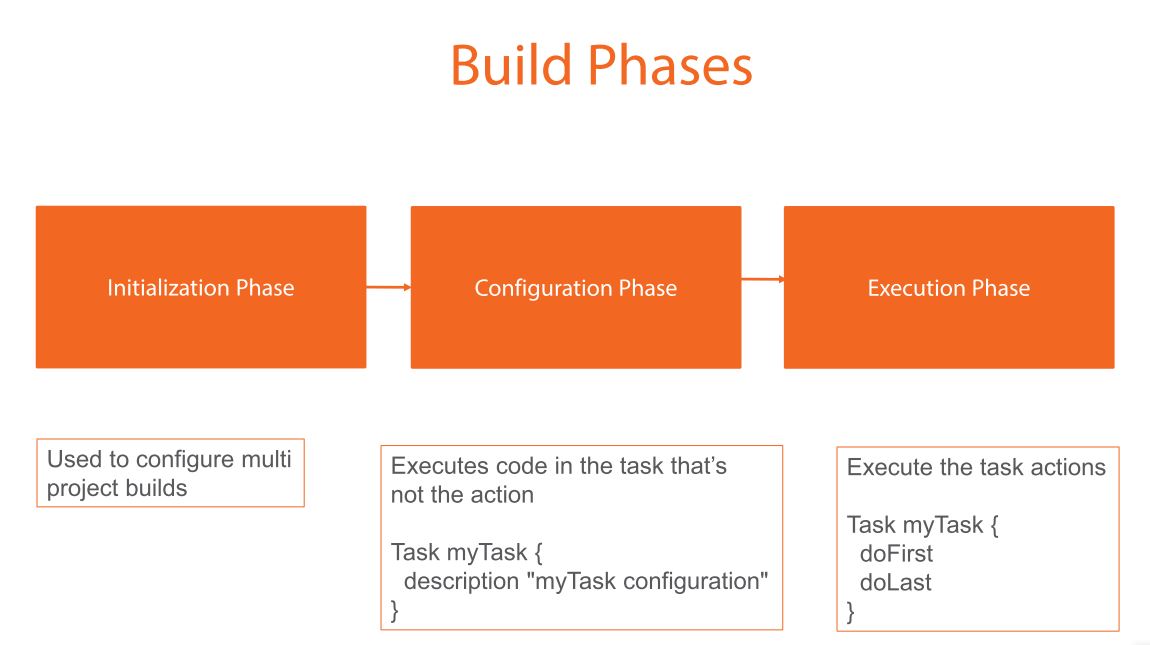 Build Phases
Initialization Phase
Configuration Phase
Execution Phase
Used to configure multi
project builds
Executes code in the task that’s
not the action
Task myTask {
description "myTask configuration"
}
Execute the task actions
Task myTask {
doFirst
doLast
}